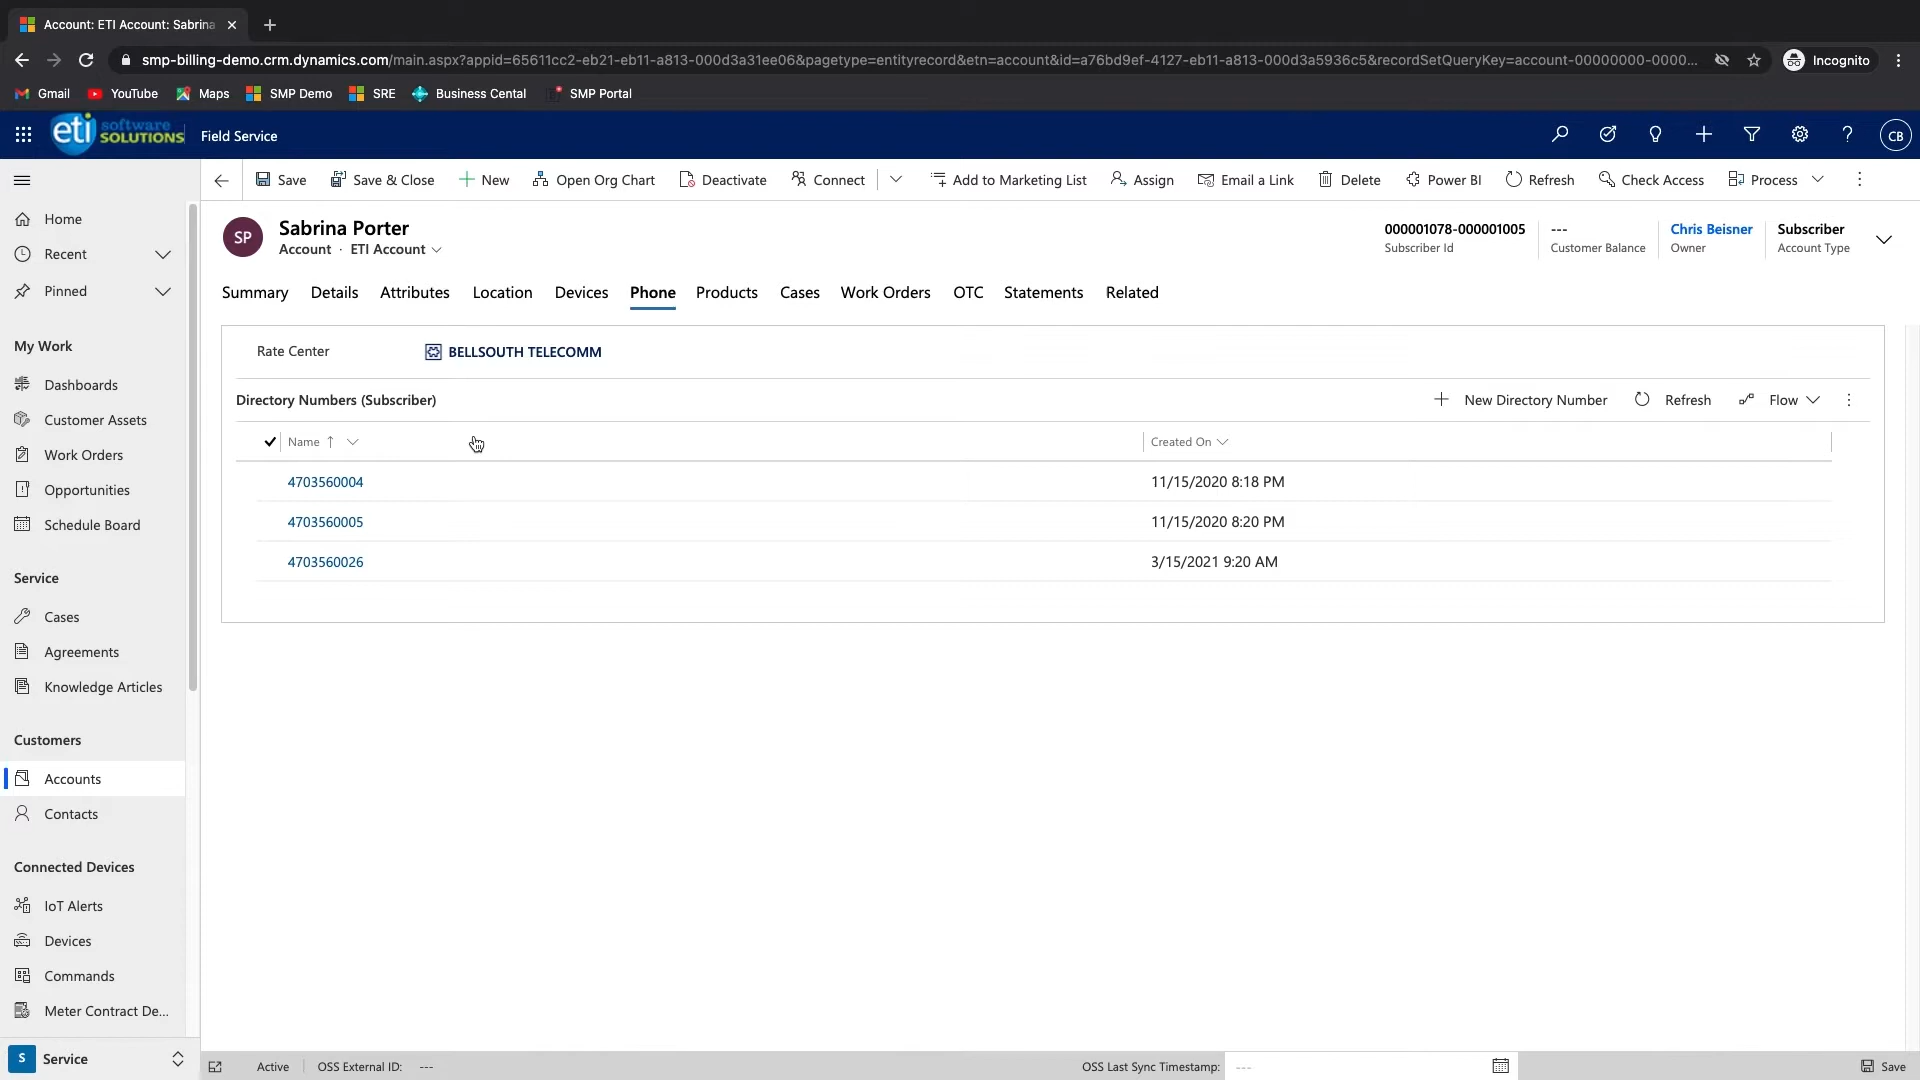 Account: ETI Account: Sabrina
smp-billing-demo.crm.dynamics.com/main.aspx?appid=65611cc2-eb21-eb11-a813-000d3a31ee06&pagetype=entityrecord&etn=account&id=a76bd9ef-4127-eb11-a813-000d3a5936c5&recordSetQueryKey=account-00000000-0000... Incognito
Gmail YouTube Maps SMP Demo SRE Business Cental SMP Portal
eti software SOLUTIONS Field Service CB
Save Save & Close New Open Org Chart Deactivate Connect Add to Marketing List Assign Email a Link Delete Power BI Refresh Check Access Process
SP Sabrina Porter
Account · ETI Account
000001078-000001005 --- Chris Beisner Subscriber
Subscriber Id Customer Balance Owner Account Type
Summary Details Attributes Location Devices Phone Products Cases Work Orders OTC Statements Related
Rate Center BELLSOUTH TELECOMM
Directory Numbers (Subscriber) New Directory Number Refresh Flow
Name Created On
4703560004 11/15/2020 8:18 PM
4703560005 11/15/2020 8:20 PM
4703560026 3/15/2021 9:20 AM
Home
Recent
Pinned
My Work
Dashboards
Customer Assets
Work Orders
Opportunities
Schedule Board
Service
Cases
Agreements
Knowledge Articles
Customers
Accounts
Contacts
Connected Devices
IoT Alerts
Devices
Commands
Meter Contract De...
S Service
Active OSS External ID: --- OSS Last Sync Timestamp: --- Save